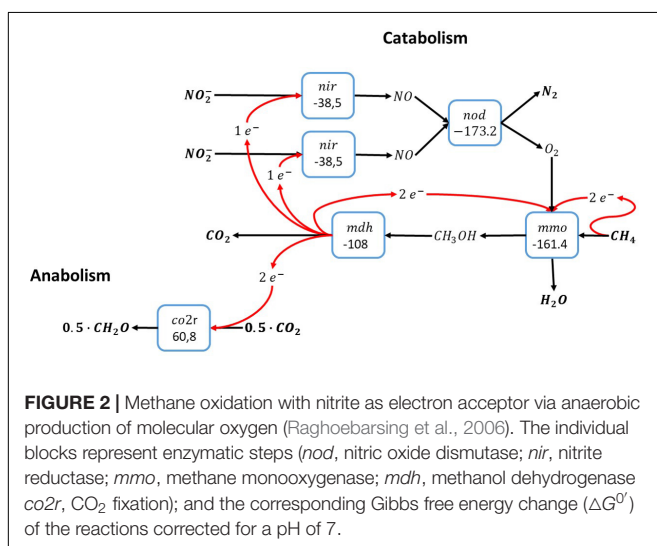 Catabolism
NO₂⁻
nir
-38,5
NO
N₂
1 e⁻
nod
−173.2
NO₂⁻
nir
-38,5
NO
O₂
1 e⁻
2 e⁻
2 e⁻
CO₂
mdh
-108
CH₃OH
mmo
-161.4
CH₄
Anabolism
2 e⁻
H₂O
0.5 · CH₂O
co2r
60,8
0.5 · CO₂
FIGURE 2 | Methane oxidation with nitrite as electron acceptor via anaerobic
production of molecular oxygen (Raghoebarsing et al., 2006). The individual
blocks represent enzymatic steps (nod, nitric oxide dismutase; nir, nitrite
reductase; mmo, methane monooxygenase; mdh, methanol dehydrogenase
co2r, CO₂ fixation); and the corresponding Gibbs free energy change (△G⁰′)
of the reactions corrected for a pH of 7.